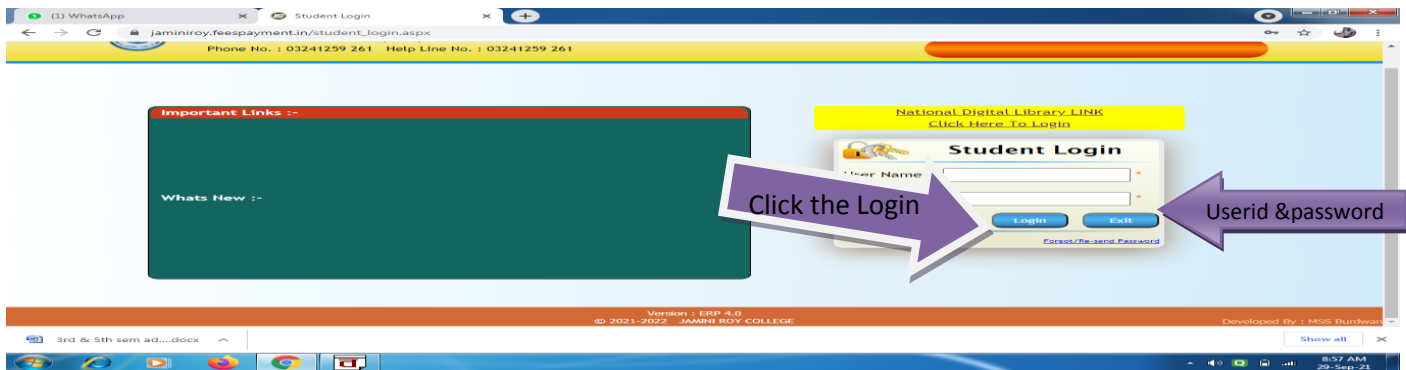 (1) WhatsApp
Student Login
jaminiroy.feespayment.in/student_login.aspx
Phone No. : 03241259 261 Help Line No. : 03241259 261
Important Links :-
Whats New :-
National Digital Library LINK
Click Here To Login
Student Login
User Name
Click the Login
Userid &password
Login
Exit
Forgot/Re-send Password
Version : ERP 4.0
© 2021-2022 JAMINI ROY COLLEGE
Developed By : MSS Burdwan
3rd & 5th sem ad....docx
Show all
8:57 AM
29-Sep-21